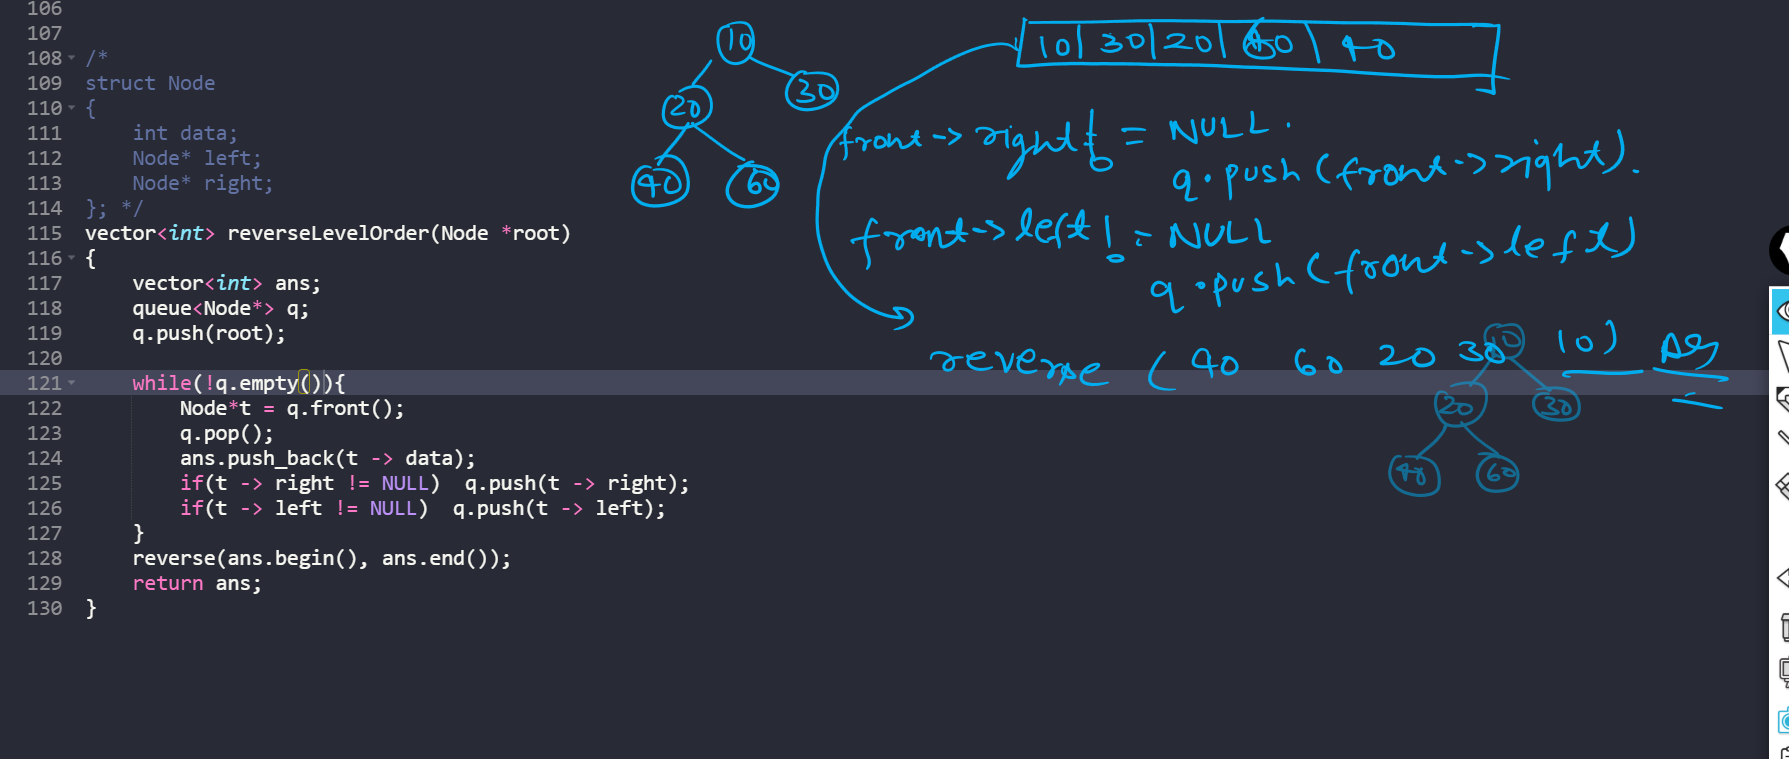 106
107
108 /*
109 struct Node
110 {
111 int data;
112 Node* left;
113 Node* right;
114 }; */
115 vector<int> reverseLevelOrder(Node *root)
116 {
117 vector<int> ans;
118 queue<Node*> q;
119 q.push(root);
120
121 while(!q.empty()){
122 Node*t = q.front();
123 q.pop();
124 ans.push_back(t -> data);
125 if(t -> right != NULL) q.push(t -> right);
126 if(t -> left != NULL) q.push(t -> left);
127 }
128 reverse(ans.begin(), ans.end());
129 return ans;
130 }
10
20 30
40 60
10 | 30 | 20 | 60 | 40
front -> right != NULL.
q.push(front->right).
front -> left != NULL
q.push(front->left)
reverse ( 40 60 20 30 10 )
10
20 30
40 60